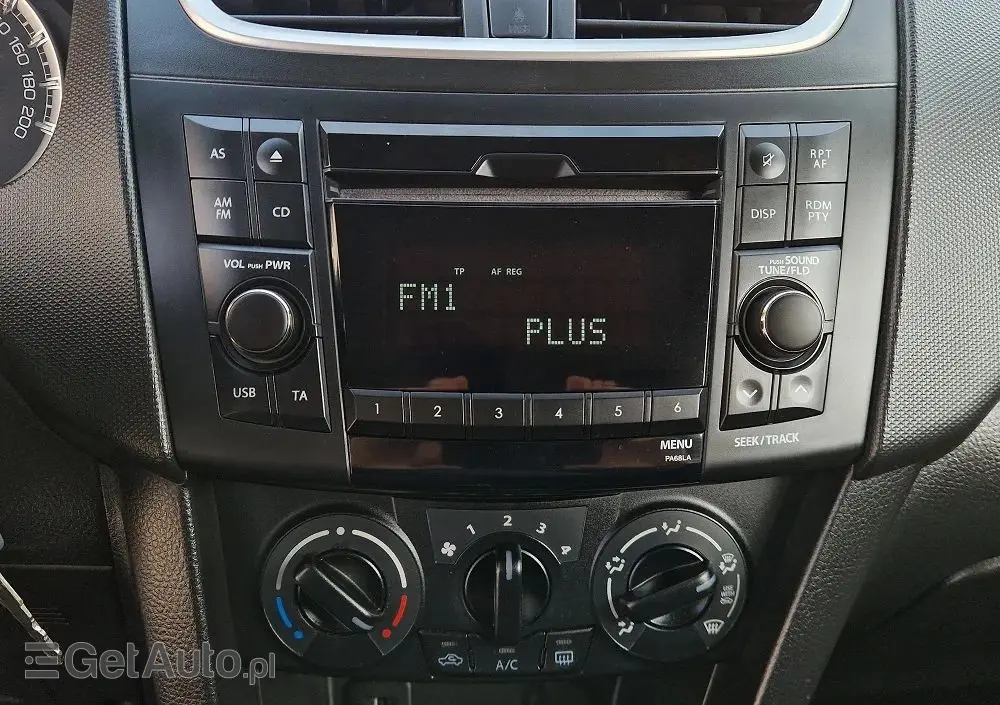 160
180
200
AS
AM
FM
CD
VOL PUSH PWR
USB
TA
TP AF REG
FM1
PLUS
1 2 3 4 5 6
MENU
PA68LA
RPT
AF
DISP
RDM
PTY
PUSH SOUND
TUNE/FLD
SEEK/TRACK
1 2 3 4
A/C
USE
WITH
GetAuto.pl